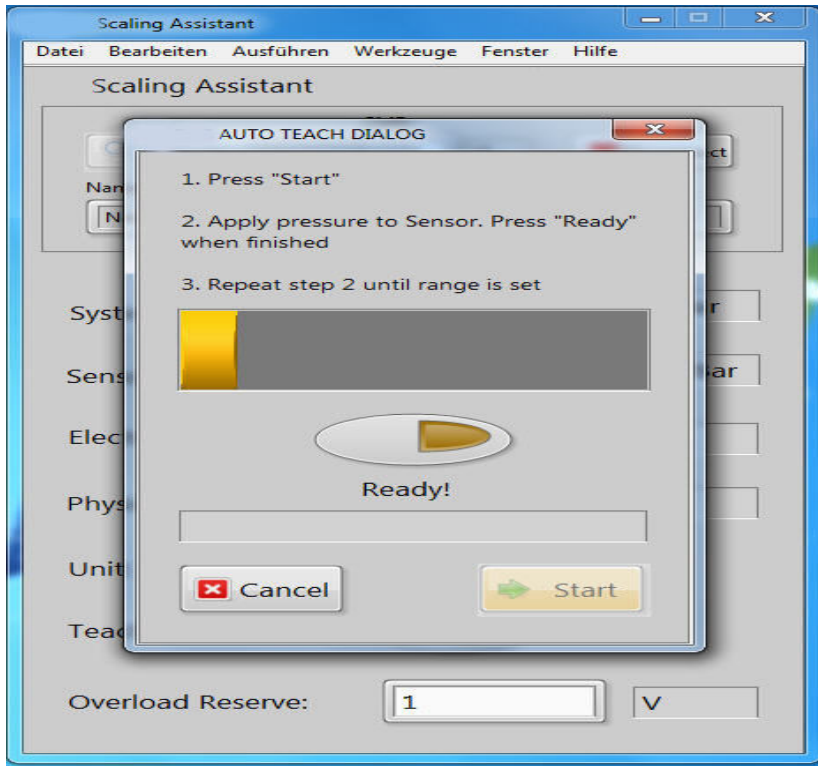 Scaling Assistant
Datei Bearbeiten Ausführen Werkzeuge Fenster Hilfe
Scaling Assistant
AUTO TEACH DIALOG
1. Press "Start"
2. Apply pressure to Sensor. Press "Ready"
when finished
3. Repeat step 2 until range is set
Ready!
Cancel Start
Overload Reserve: 1 V